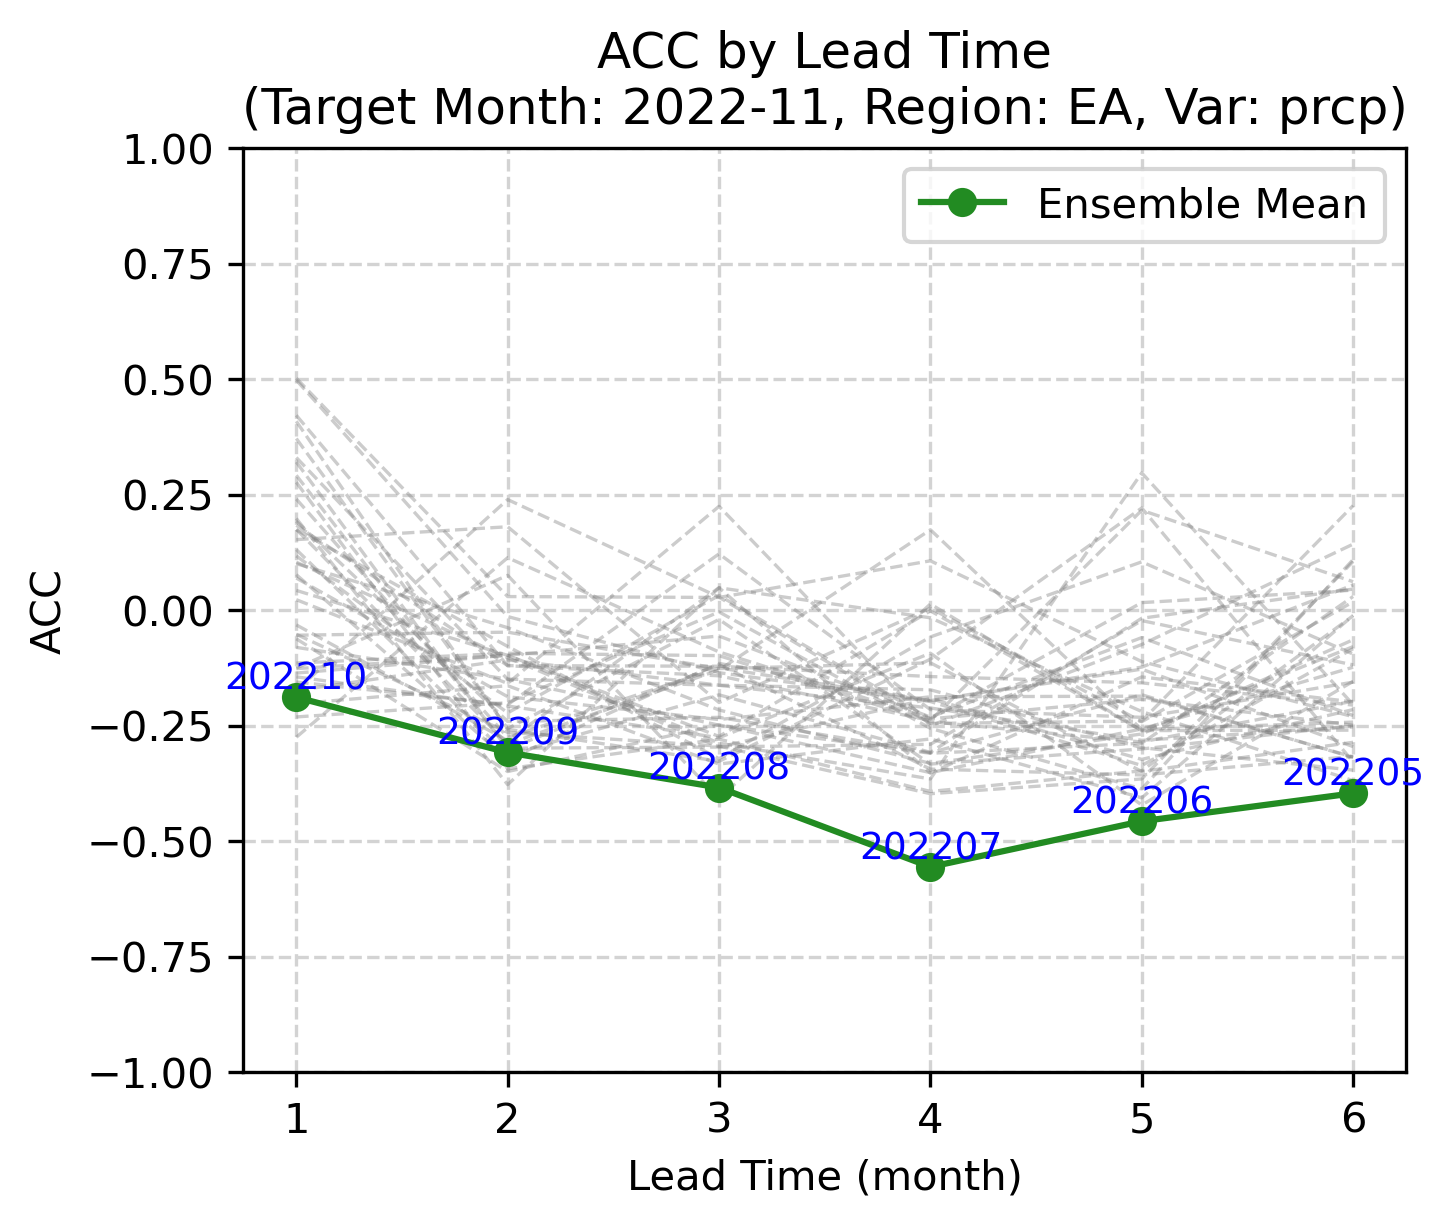 ACC by Lead Time
(Target Month: 2022-11, Region: EA, Var: prcp)
1.00
0.75
0.50
0.25
0.00
−0.25
−0.50
−0.75
−1.00
ACC
Ensemble Mean
202210
202209
202208
202207
202206
202205
1 2 3 4 5 6
Lead Time (month)